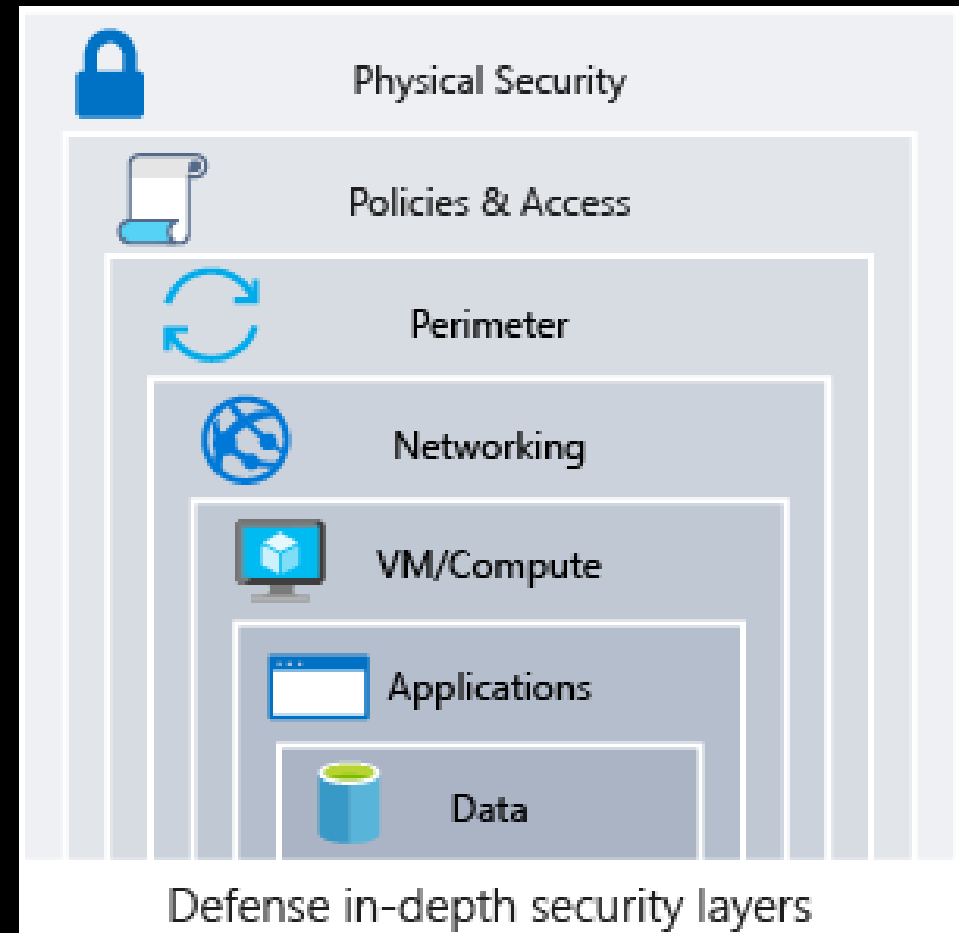 Physical Security
Policies & Access
Perimeter
Networking
VM/Compute
Applications
Data
Defense in-depth security layers